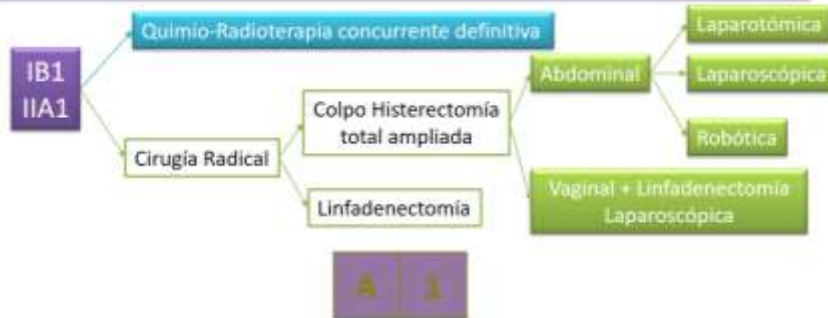 Quimio-Radioterapia concurrente definitiva
IB1
IIA1
Cirugía Radical
Colpo Histerectomía
total ampliada
Linfadenectomía
Abdominal
Laparotómica
Laparoscópica
Robótica
Vaginal + Linfadenectomía
Laparoscópica
A 1